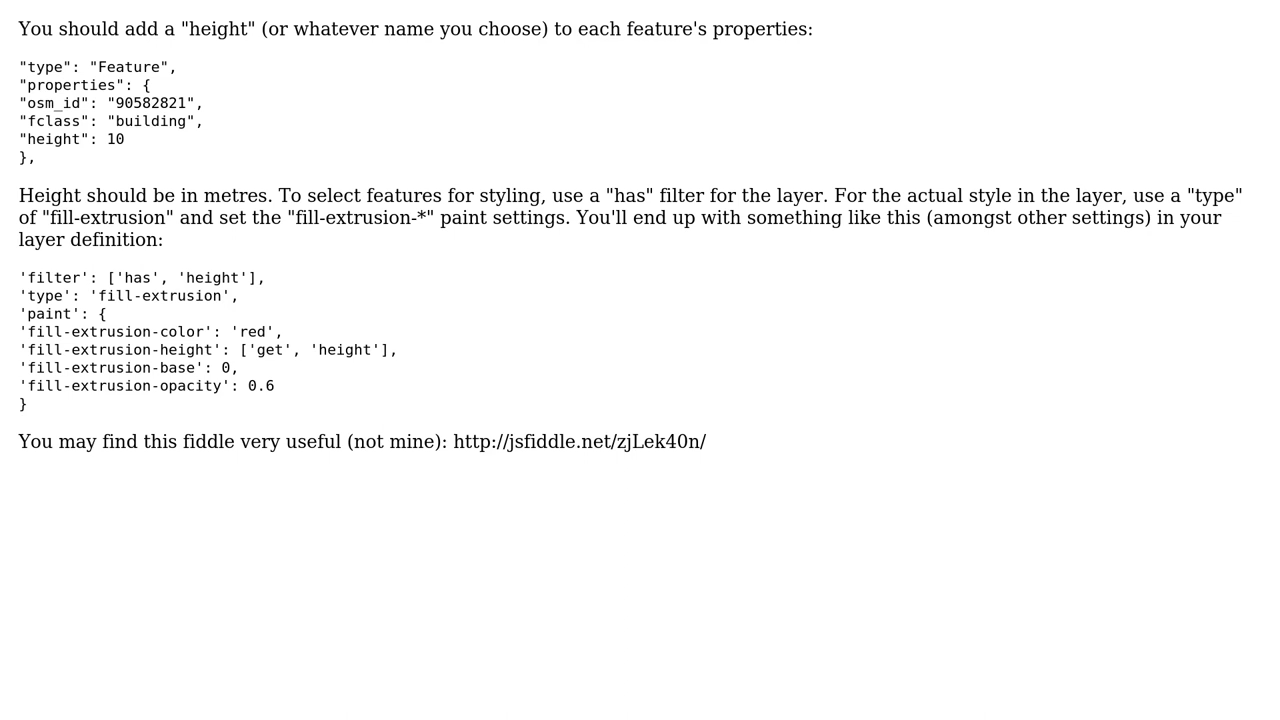 You should add a "height" (or whatever name you choose) to each feature's properties:
"type": "Feature",
"properties": {
"osm_id": "90582821",
"fclass": "building",
"height": 10
},
Height should be in metres. To select features for styling, use a "has" filter for the layer. For the actual style in the layer, use a "type"
of "fill-extrusion" and set the "fill-extrusion-*" paint settings. You'll end up with something like this (amongst other settings) in your
layer definition:
'filter': ['has', 'height'],
'type': 'fill-extrusion',
'paint': {
'fill-extrusion-color': 'red',
'fill-extrusion-height': ['get', 'height'],
'fill-extrusion-base': 0,
'fill-extrusion-opacity': 0.6
}
You may find this fiddle very useful (not mine): http://jsfiddle.net/zjLek40n/